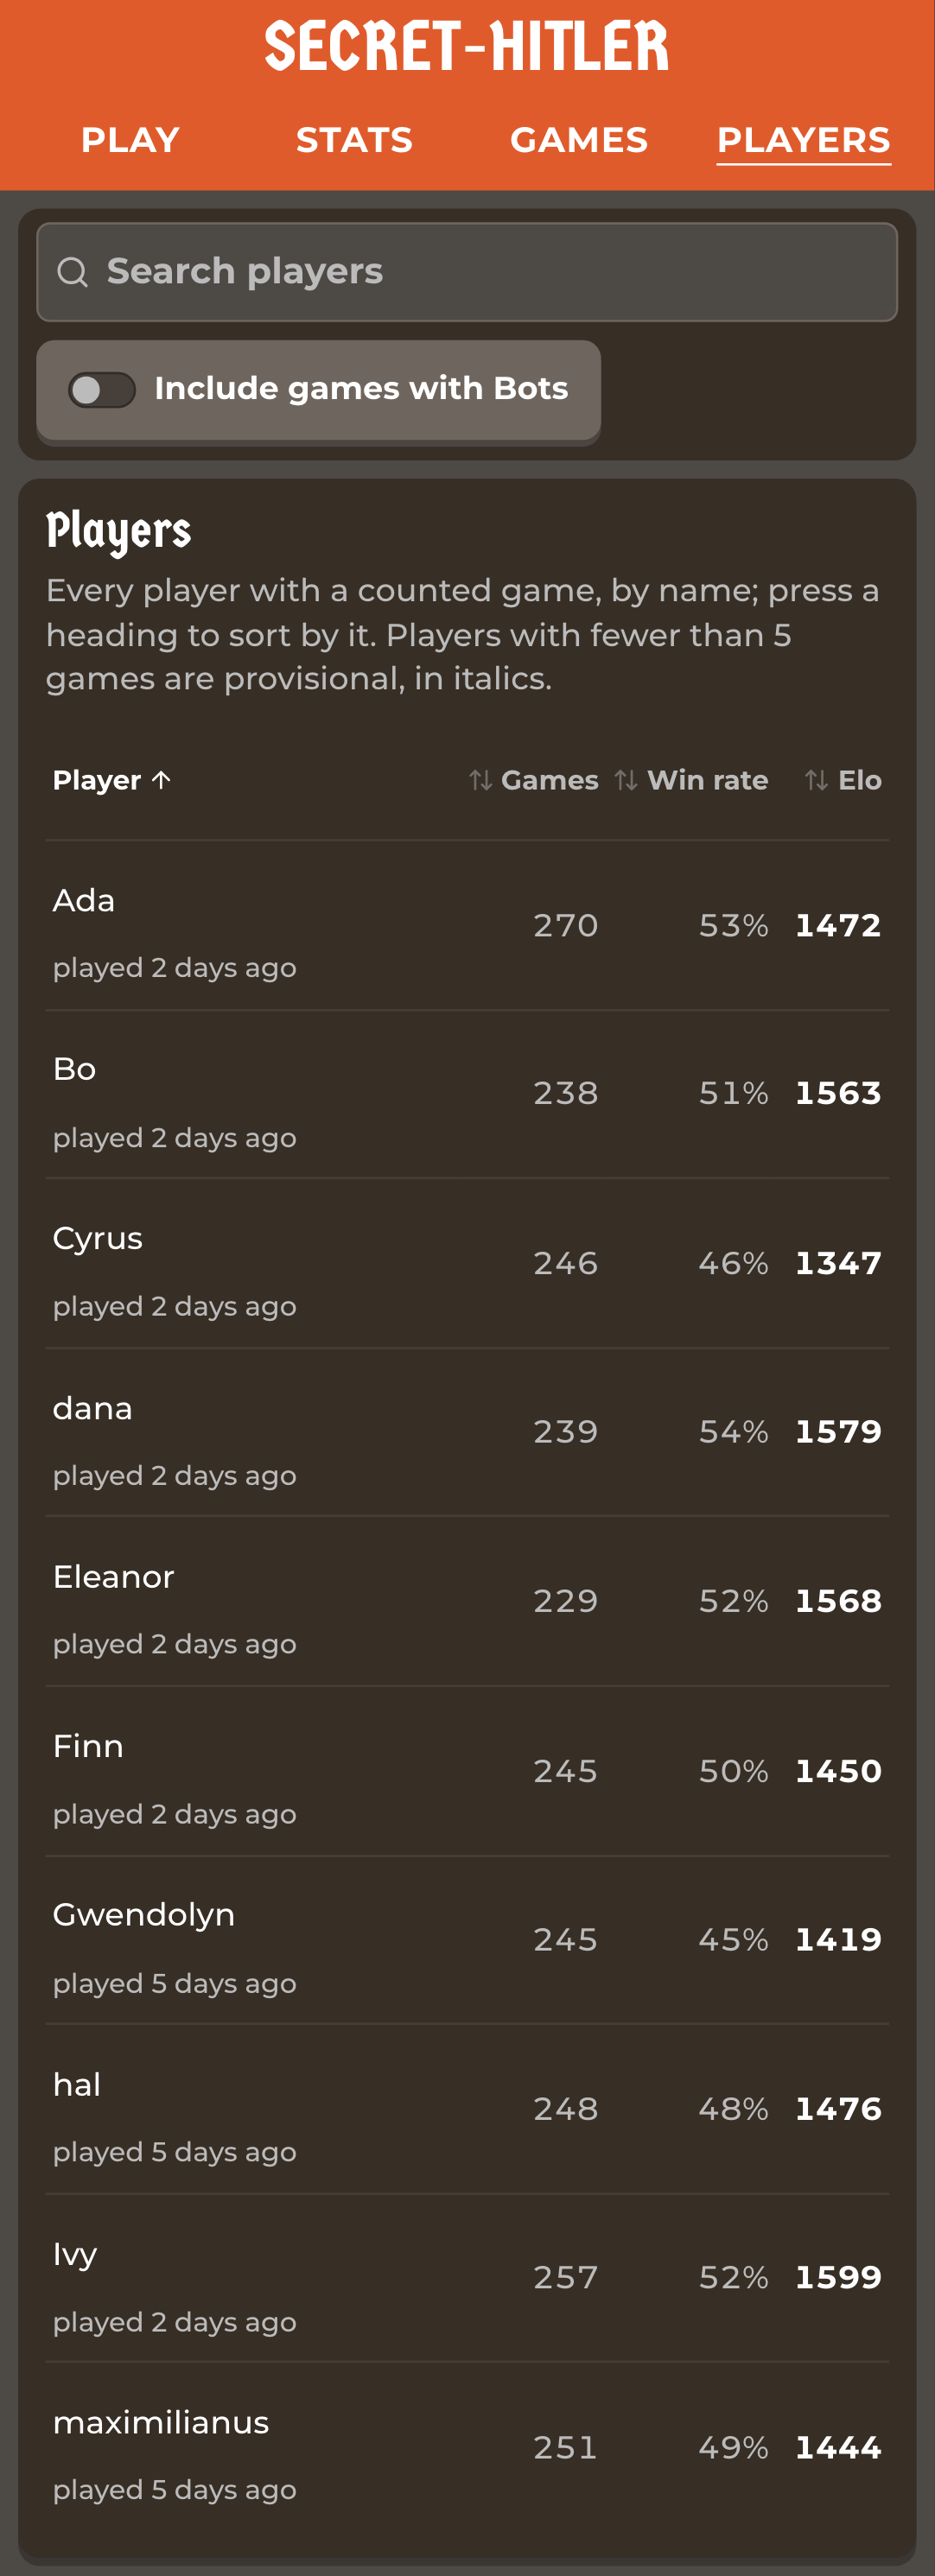 SECRET-HITLER
PLAY STATS GAMES PLAYERS
Search players
Include games with Bots
Players
Every player with a counted game, by name; press a
heading to sort by it. Players with fewer than 5
games are provisional, in italics.
Player ↑ ↑↓ Games ↑↓ Win rate ↑↓ Elo
Ada
270 53% 1472
played 2 days ago
Bo
238 51% 1563
played 2 days ago
Cyrus
246 46% 1347
played 2 days ago
dana
239 54% 1579
played 2 days ago
Eleanor
229 52% 1568
played 2 days ago
Finn
245 50% 1450
played 2 days ago
Gwendolyn
245 45% 1419
played 5 days ago
hal
248 48% 1476
played 5 days ago
Ivy
257 52% 1599
played 2 days ago
maximilianus
251 49% 1444
played 5 days ago